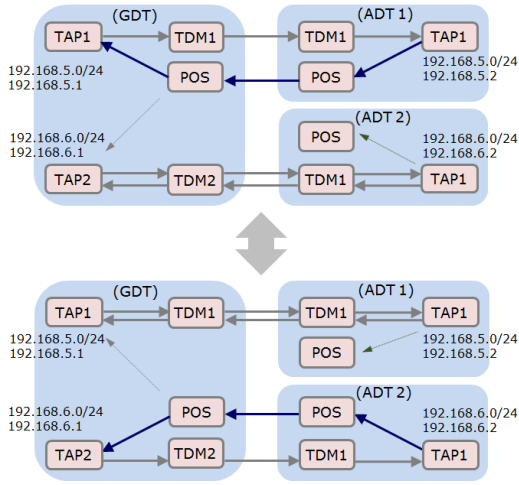 (GDT)
(ADT 1)
TAP1
TDM1
TDM1
TAP1
192.168.5.0/24
192.168.5.1
POS
POS
192.168.5.0/24
192.168.5.2
(ADT 2)
192.168.6.0/24
192.168.6.1
POS
192.168.6.0/24
192.168.6.2
TAP2
TDM2
TDM1
TAP1
(GDT)
(ADT 1)
TAP1
TDM1
TDM1
TAP1
192.168.5.0/24
192.168.5.1
POS
192.168.5.0/24
192.168.5.2
(ADT 2)
192.168.6.0/24
192.168.6.1
POS
POS
192.168.6.0/24
192.168.6.2
TAP2
TDM2
TDM1
TAP1